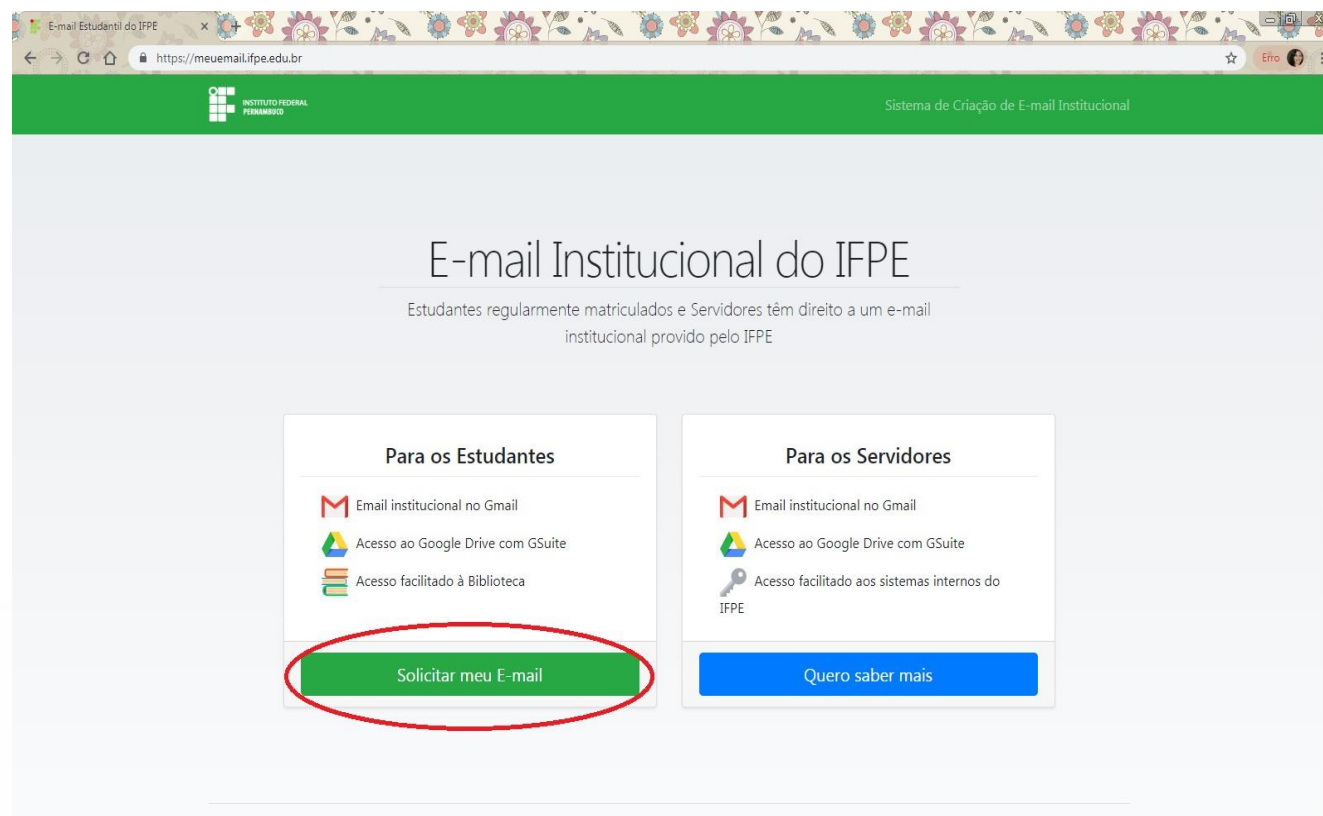 E-mail Estudantil do IFPE
https://meuemail.ifpe.edu.br
Erro
INSTITUTO FEDERAL
PERNAMBUCO
Sistema de Criação de E-mail Institucional
E-mail Institucional do IFPE
Estudantes regularmente matriculados e Servidores têm direito a um e-mail
institucional provido pelo IFPE
Para os Estudantes
Email institucional no Gmail
Acesso ao Google Drive com GSuite
Acesso facilitado à Biblioteca
Solicitar meu E-mail
Para os Servidores
Email institucional no Gmail
Acesso ao Google Drive com GSuite
Acesso facilitado aos sistemas internos do
IFPE
Quero saber mais